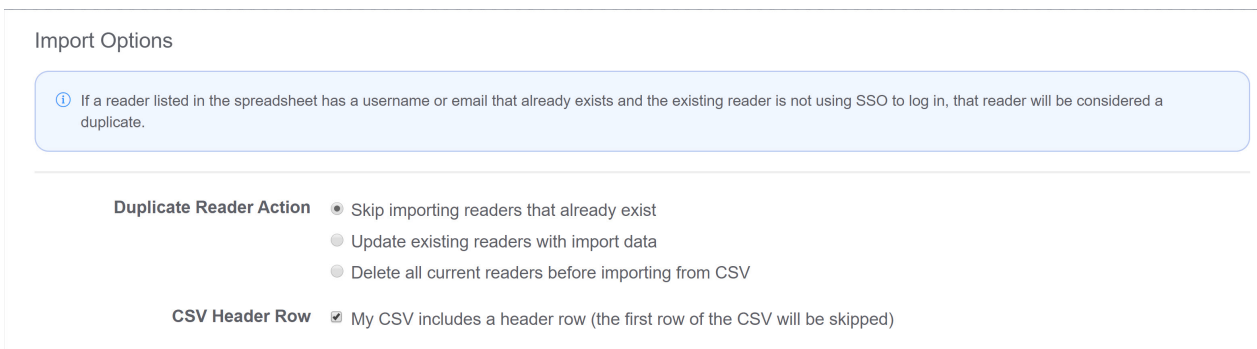 Import Options
If a reader listed in the spreadsheet has a username or email that already exists and the existing reader is not using SSO to log in, that reader will be considered a
duplicate.
Duplicate Reader Action
Skip importing readers that already exist
Update existing readers with import data
Delete all current readers before importing from CSV
CSV Header Row
My CSV includes a header row (the first row of the CSV will be skipped)